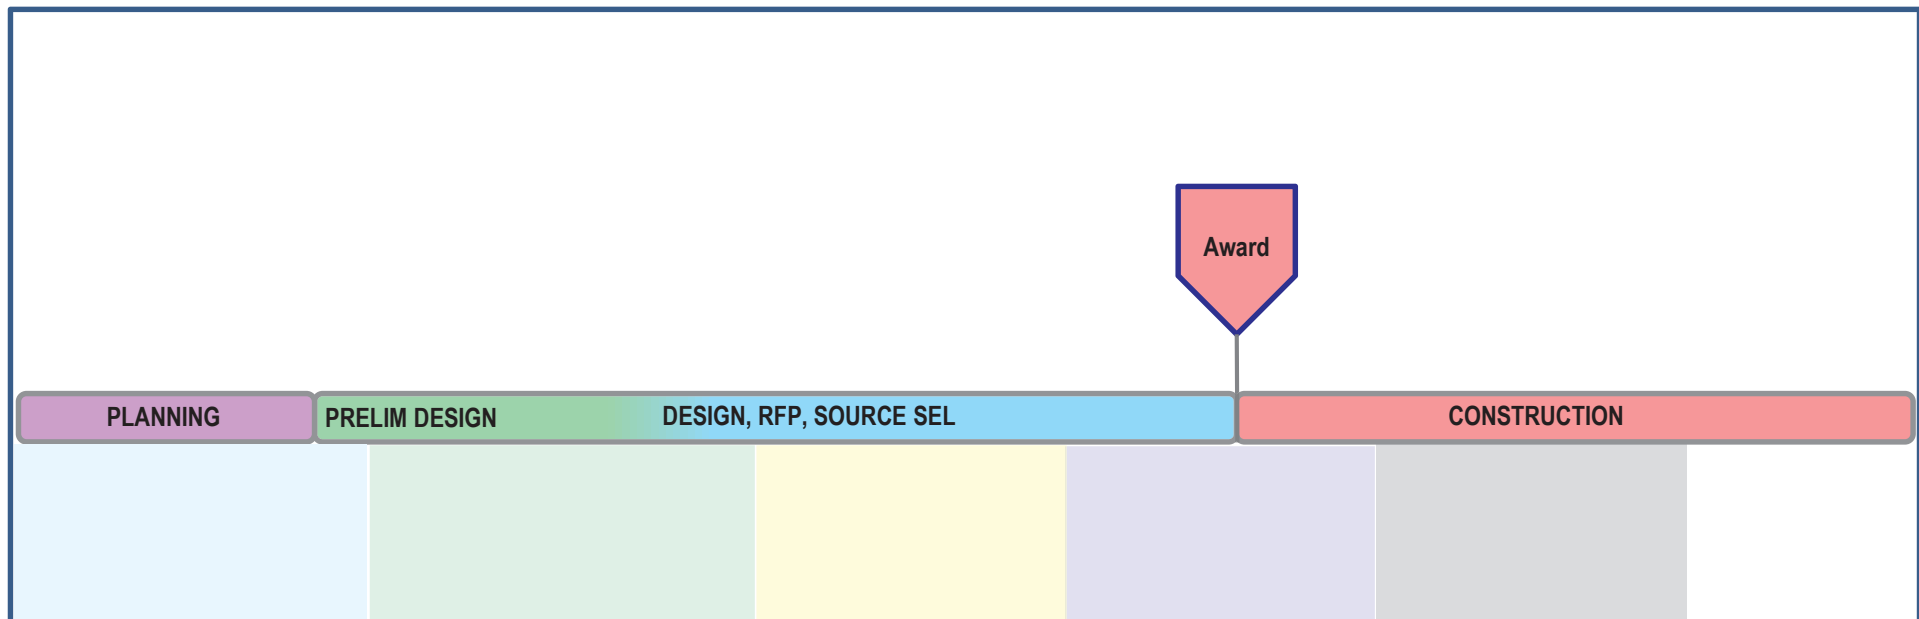 Award
PLANNING
PRELIM DESIGN
DESIGN, RFP, SOURCE SEL
CONSTRUCTION